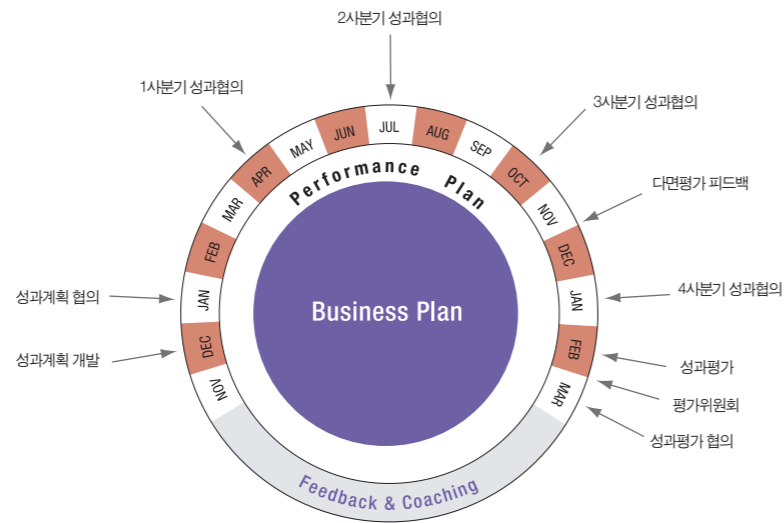 2사분기 성과협의
1사분기 성과협의
3사분기 성과협의
다면평가 피드백
4사분기 성과협의
성과평가
평가위원회
성과평가 협의
성과계획 협의
성과계획 개발
NOV
DEC
JAN
FEB
MAR
APR
MAY
JUN
JUL
AUG
SEP
OCT
NOV
DEC
JAN
FEB
MAR
Performance Plan
Business Plan
Feedback & Coaching